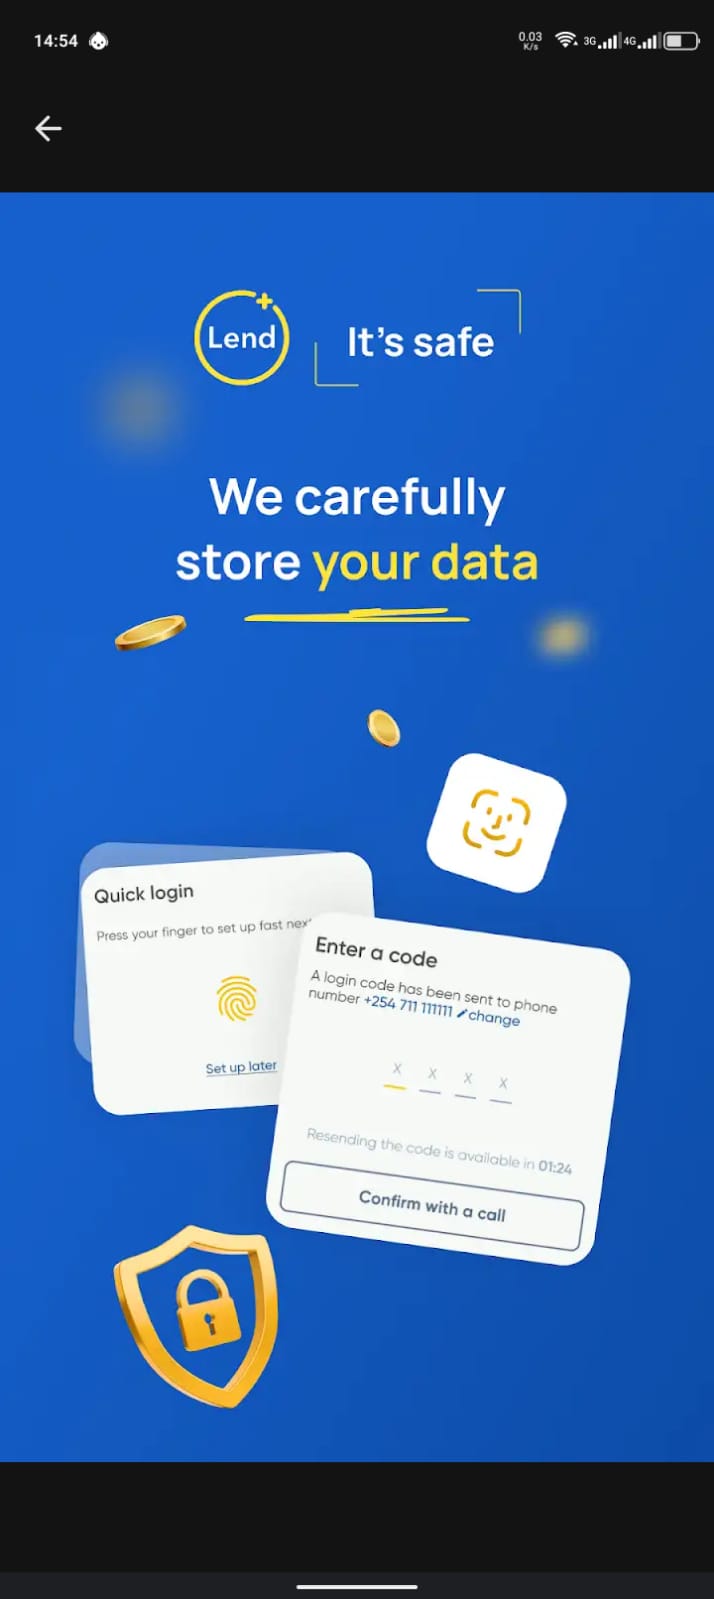 14:54
0.03
K/s
3G
4G
Lend
It's safe
We carefully
store your data
Quick login
Press your finger to set up fast
Set up later
Enter a code
A login code has been sent to phone
number +254 711 111111 change
X X X X
Resending the code is available in 01:24
Confirm with a call